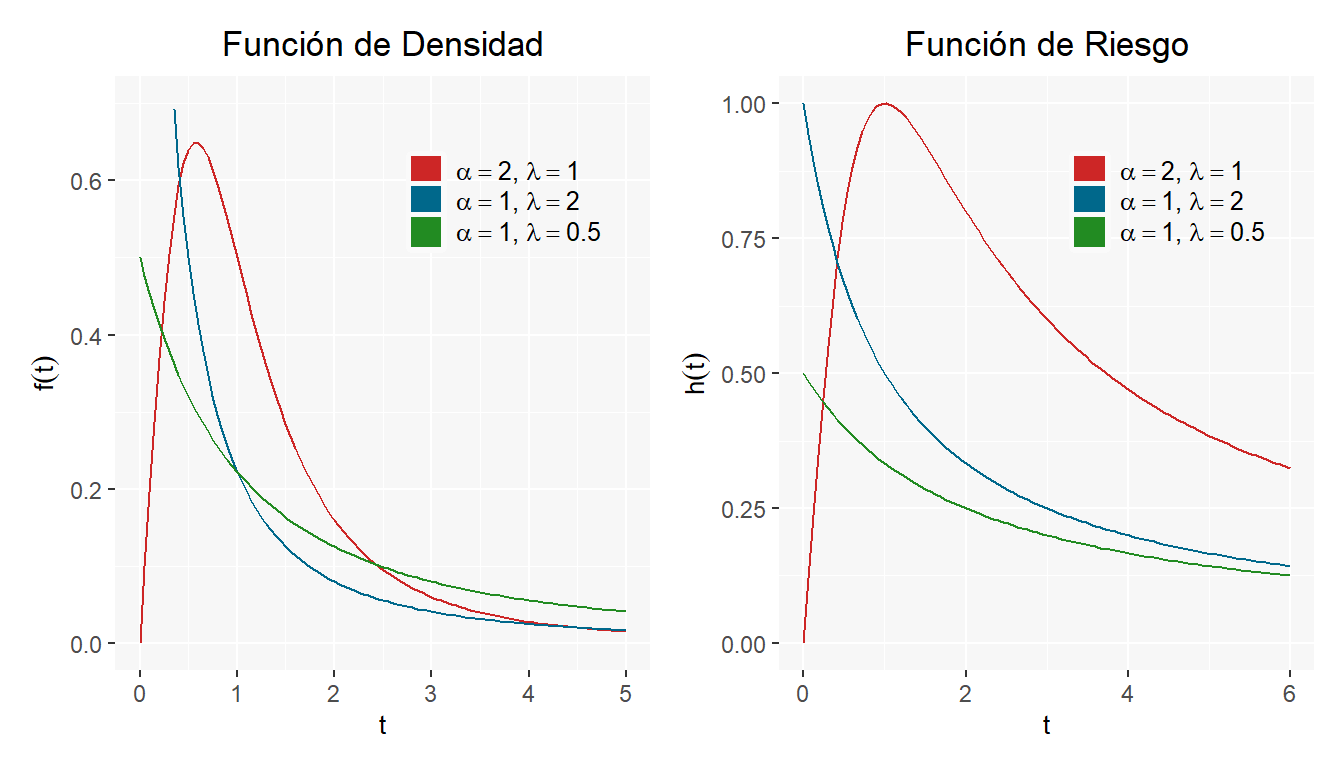 Función de Densidad
f(t)
0.6
0.4
0.2
0.0
α = 2, λ = 1
α = 1, λ = 2
α = 1, λ = 0.5
0 1 2 3 4 5
t
Función de Riesgo
h(t)
1.00
0.75
0.50
0.25
0.00
α = 2, λ = 1
α = 1, λ = 2
α = 1, λ = 0.5
0 2 4 6
t